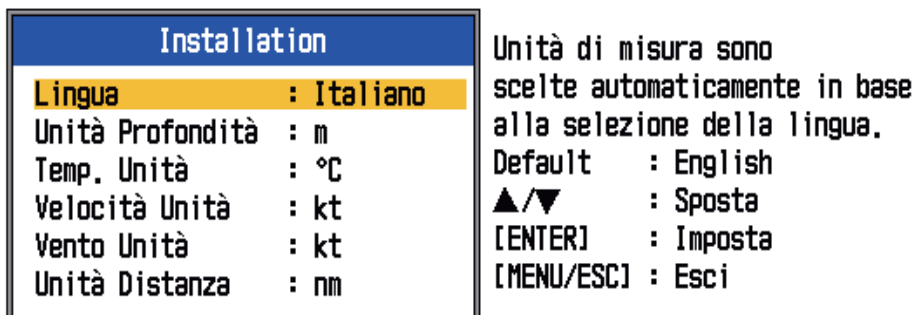 Installation
Lingua : Italiano
Unità Profondità : m
Temp. Unità : °C
Velocità Unità : kt
Vento Unità : kt
Unità Distanza : nm
Unità di misura sono
scelte automaticamente in base
alla selezione della lingua.
Default : English
▲/▼ : Sposta
[ENTER] : Imposta
[MENU/ESC] : Esci